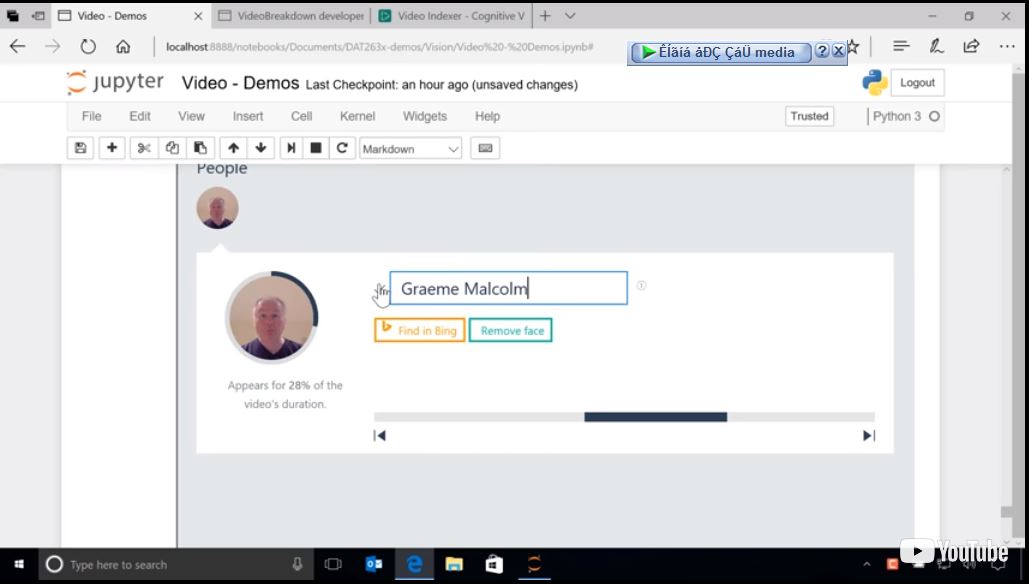 Video - Demos
VideoBreakdown developer
Video Indexer - Cognitive V
localhost:8888/notebooks/Documents/DAT263x-demos/Vision/Video%20-%20Demos.ipynb#
Êíãíá åÐÇ ÇáÜ media
?
X
jupyter
Video - Demos
Last Checkpoint: an hour ago (unsaved changes)
Logout
File Edit View Insert Cell Kernel Widgets Help
Trusted
Python 3
Markdown
People
Graeme Malcolm
Find in Bing
Remove face
Appears for 28% of the
video's duration.
Type here to search
YouTube